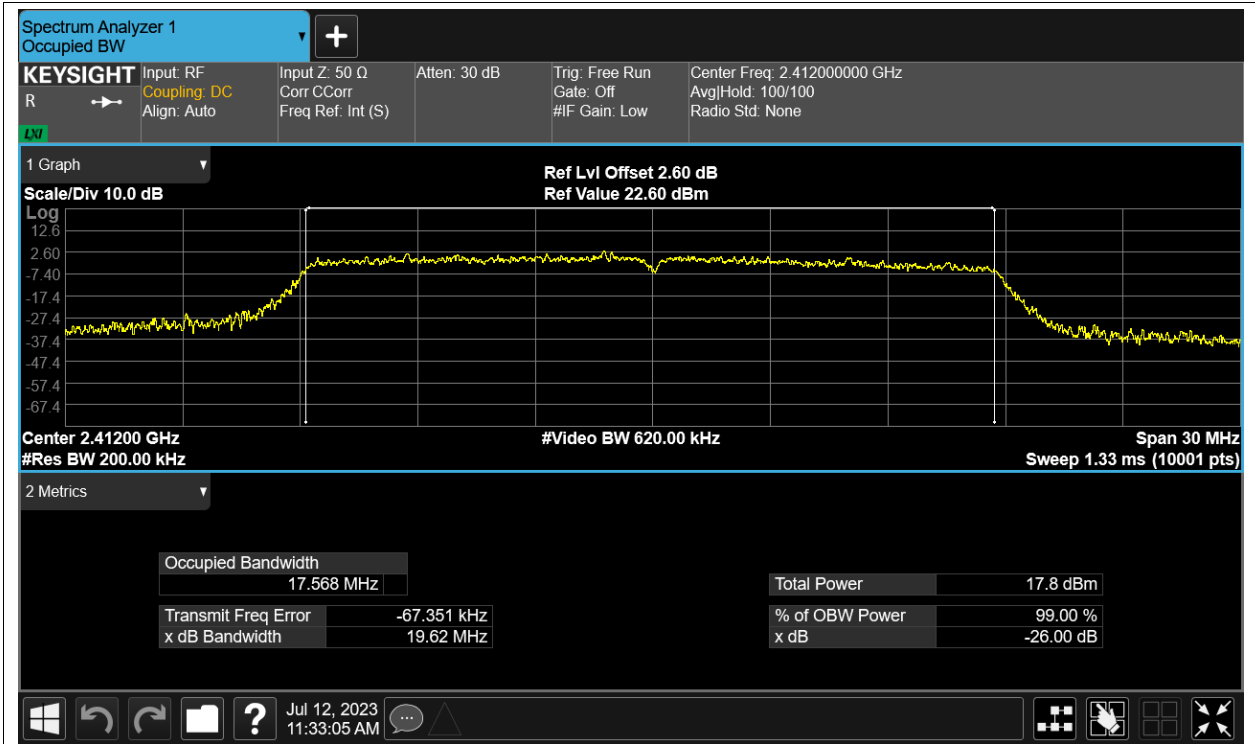 Spectrum Analyzer 1
Occupied BW
KEYSIGHT
R
LXI
Input: RF
Coupling: DC
Align: Auto
Input Z: 50 Ω
Corr CCorr
Freq Ref: Int (S)
Atten: 30 dB
Trig: Free Run
Gate: Off
#IF Gain: Low
Center Freq: 2.412000000 GHz
Avg|Hold: 100/100
Radio Std: None
1 Graph
Scale/Div 10.0 dB
Ref Lvl Offset 2.60 dB
Ref Value 22.60 dBm
Log
12.6
2.60
-7.40
-17.4
-27.4
-37.4
-47.4
-57.4
-67.4
Center 2.41200 GHz
#Res BW 200.00 kHz
#Video BW 620.00 kHz
Span 30 MHz
Sweep 1.33 ms (10001 pts)
2 Metrics
Occupied Bandwidth
17.568 MHz
Transmit Freq Error -67.351 kHz
x dB Bandwidth 19.62 MHz
Total Power 17.8 dBm
% of OBW Power 99.00 %
x dB -26.00 dB
?
Jul 12, 2023
11:33:05 AM